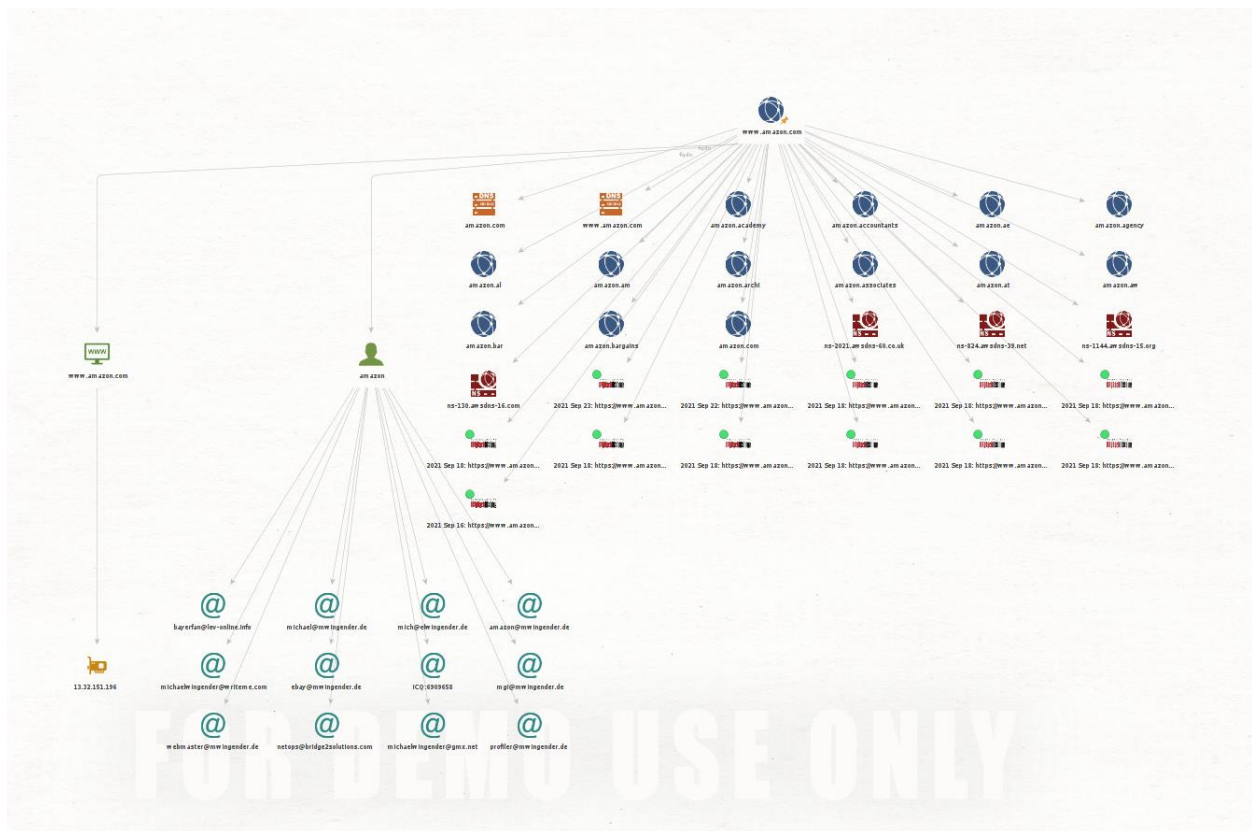 www.amazon.com
amazon.com
www.amazon.com
amazon.academy
amazon.accountants
amazon.ae
amazon.agency
amazon.al
amazon.am
amazon.archi
amazon.associates
amazon.at
amazon.aw
amazon.bar
amazon.bargains
amazon.com
ns-2021.awsdns-60.co.uk
ns-824.awsdns-39.net
ns-1144.awsdns-15.org
www.amazon.com
amazon
ns-130.awsdns-16.com
2021 Sep 23: https://www.amazon...
2021 Sep 22: https://www.amazon...
2021 Sep 18: https://www.amazon...
2021 Sep 18: https://www.amazon...
2021 Sep 18: https://www.amazon...
2021 Sep 18: https://www.amazon...
2021 Sep 18: https://www.amazon...
2021 Sep 18: https://www.amazon...
2021 Sep 18: https://www.amazon...
2021 Sep 18: https://www.amazon...
2021 Sep 18: https://www.amazon...
2021 Sep 16: https://www.amazon...
bayerfan@lev-online.info
michael@mwingender.de
mich@elwingender.de
amazon@mwingender.de
13.32.151.196
michaelwingender@writeme.com
ebay@mwingender.de
ICQ:6909658
mgl@mwingender.de
webmaster@mwingender.de
netops@bridge2solutions.com
michaelwingender@gmx.net
profiler@mwingender.de
FOR DEMO USE ONLY